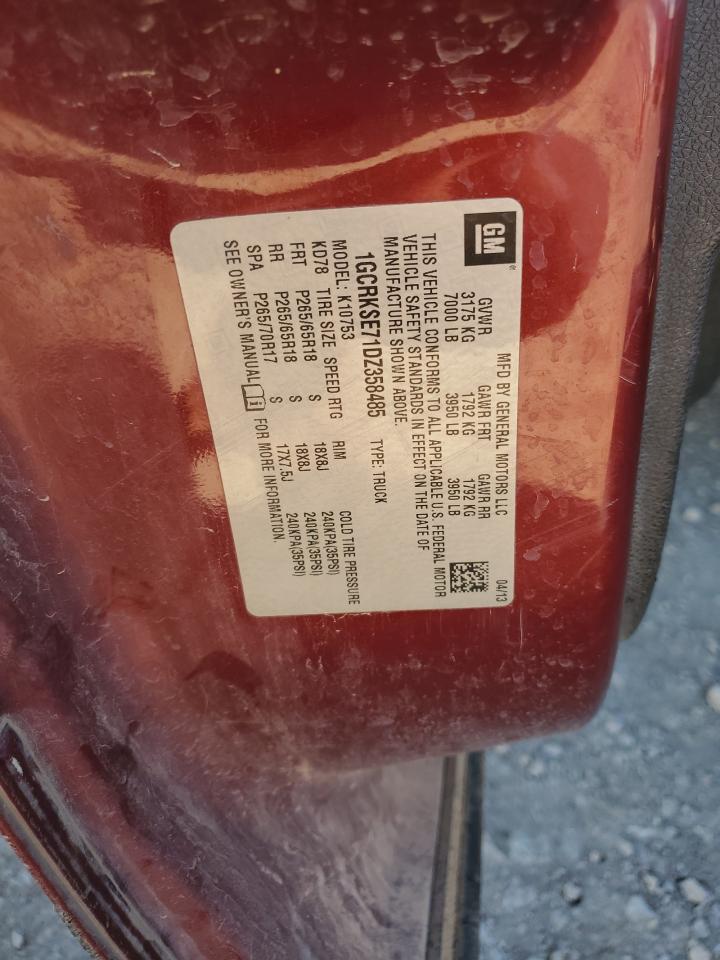 GM
MFD BY GENERAL MOTORS LLC 04/13
GVWR GAWR FRT GAWR RR
3175 KG 1792 KG 1792 KG
7000 LB 3950 LB 3950 LB
THIS VEHICLE CONFORMS TO ALL APPLICABLE U.S. FEDERAL MOTOR
VEHICLE SAFETY STANDARDS IN EFFECT ON THE DATE OF
MANUFACTURE SHOWN ABOVE.
1GCRKSE71DZ358485 TYPE: TRUCK
MODEL: K10753 COLD TIRE PRESSURE
KD78 TIRE SIZE SPEED RTG RIM
FRT P265/65R18 S 18X8J 240KPA(35PSI)
RR P265/65R18 S 18X8J 240KPA(35PSI)
SPA P265/70R17 S 17X7.5J 240KPA(35PSI)
SEE OWNER'S MANUAL FOR MORE INFORMATION.